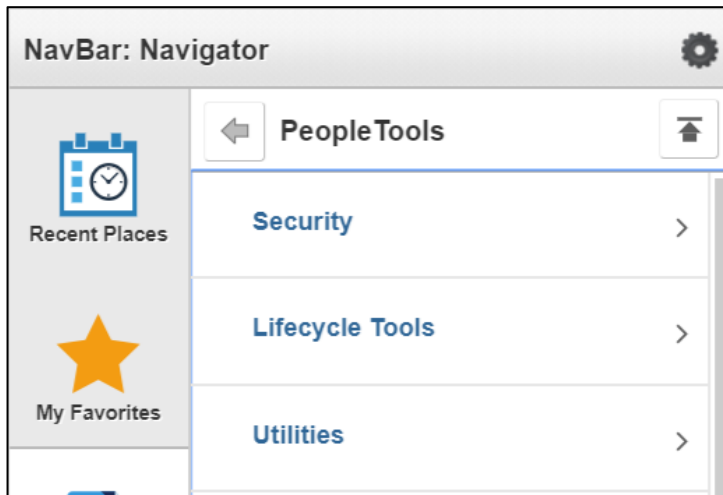 NavBar: Navigator
PeopleTools
Recent Places
Security
Lifecycle Tools
My Favorites
Utilities